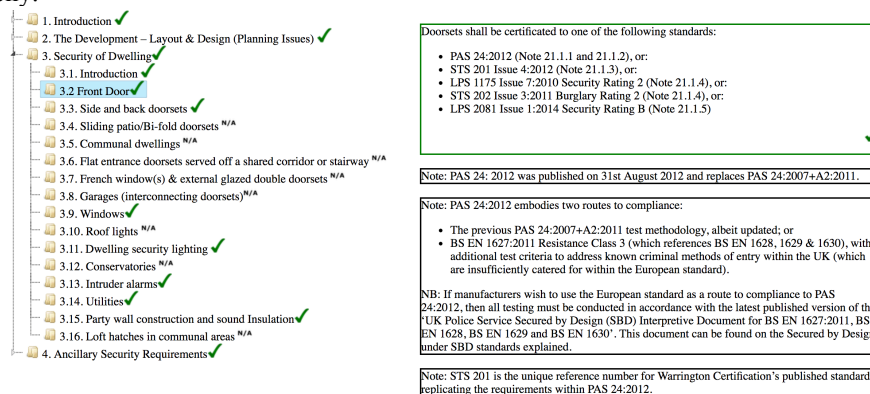 1. Introduction
2. The Development – Layout & Design (Planning Issues)
3. Security of Dwelling
3.1. Introduction
3.2 Front Door
3.3. Side and back doorsets
3.4. Sliding patio/Bi-fold doorsets N/A
3.5. Communal dwellings N/A
3.6. Flat entrance doorsets served off a shared corridor or stairway N/A
3.7. French window(s) & external glazed double doorsets N/A
3.8. Garages (interconnecting doorsets) N/A
3.9. Windows
3.10. Roof lights N/A
3.11. Dwelling security lighting
3.12. Conservatories N/A
3.13. Intruder alarms
3.14. Utilities
3.15. Party wall construction and sound Insulation
3.16. Loft hatches in communal areas N/A
4. Ancillary Security Requirements
Doorsets shall be certificated to one of the following standards:
• PAS 24:2012 (Note 21.1.1 and 21.1.2), or:
• STS 201 Issue 4:2012 (Note 21.1.3), or:
• LPS 1175 Issue 7:2010 Security Rating 2 (Note 21.1.4), or:
• STS 202 Issue 3:2011 Burglary Rating 2 (Note 21.1.4), or:
• LPS 2081 Issue 1:2014 Security Rating B (Note 21.1.5)
Note: PAS 24: 2012 was published on 31st August 2012 and replaces PAS 24:2007+A2:2011.
Note: PAS 24:2012 embodies two routes to compliance:
• The previous PAS 24:2007+A2:2011 test methodology, albeit updated; or
• BS EN 1627:2011 Resistance Class 3 (which references BS EN 1628, 1629 & 1630), with
additional test criteria to address known criminal methods of entry within the UK (which
are insufficiently catered for within the European standard).
NB: If manufacturers wish to use the European standard as a route to compliance to PAS
24:2012, then all testing must be conducted in accordance with the latest published version of th
'UK Police Service Secured by Design (SBD) Interpretive Document for BS EN 1627:2011, BS
EN 1628, BS EN 1629 and BS EN 1630'. This document can be found on the Secured by Desig
under SBD standards explained.
Note: STS 201 is the unique reference number for Warrington Certification's published standard
replicating the requirements within PAS 24:2012.